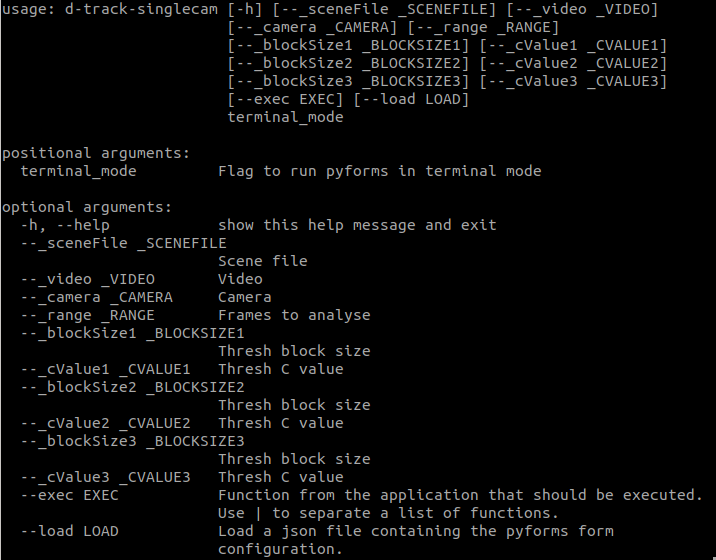 usage: d-track-singlecam [-h] [--_sceneFile _SCENEFILE] [--_video _VIDEO]
                         [--_camera _CAMERA] [--_range _RANGE]
                         [--_blockSize1 _BLOCKSIZE1] [--_cValue1 _CVALUE1]
                         [--_blockSize2 _BLOCKSIZE2] [--_cValue2 _CVALUE2]
                         [--_blockSize3 _BLOCKSIZE3] [--_cValue3 _CVALUE3]
                         [--exec EXEC] [--load LOAD]
                         terminal_mode

positional arguments:
  terminal_mode         Flag to run pyforms in terminal mode

optional arguments:
  -h, --help            show this help message and exit
  --_sceneFile _SCENEFILE
                        Scene file
  --_video _VIDEO       Video
  --_camera _CAMERA     Camera
  --_range _RANGE       Frames to analyse
  --_blockSize1 _BLOCKSIZE1
                        Thresh block size
  --_cValue1 _CVALUE1   Thresh C value
  --_blockSize2 _BLOCKSIZE2
                        Thresh block size
  --_cValue2 _CVALUE2   Thresh C value
  --_blockSize3 _BLOCKSIZE3
                        Thresh block size
  --_cValue3 _CVALUE3   Thresh C value
  --exec EXEC           Function from the application that should be executed.
                        Use | to separate a list of functions.
  --load LOAD           Load a json file containing the pyforms form
                        configuration.